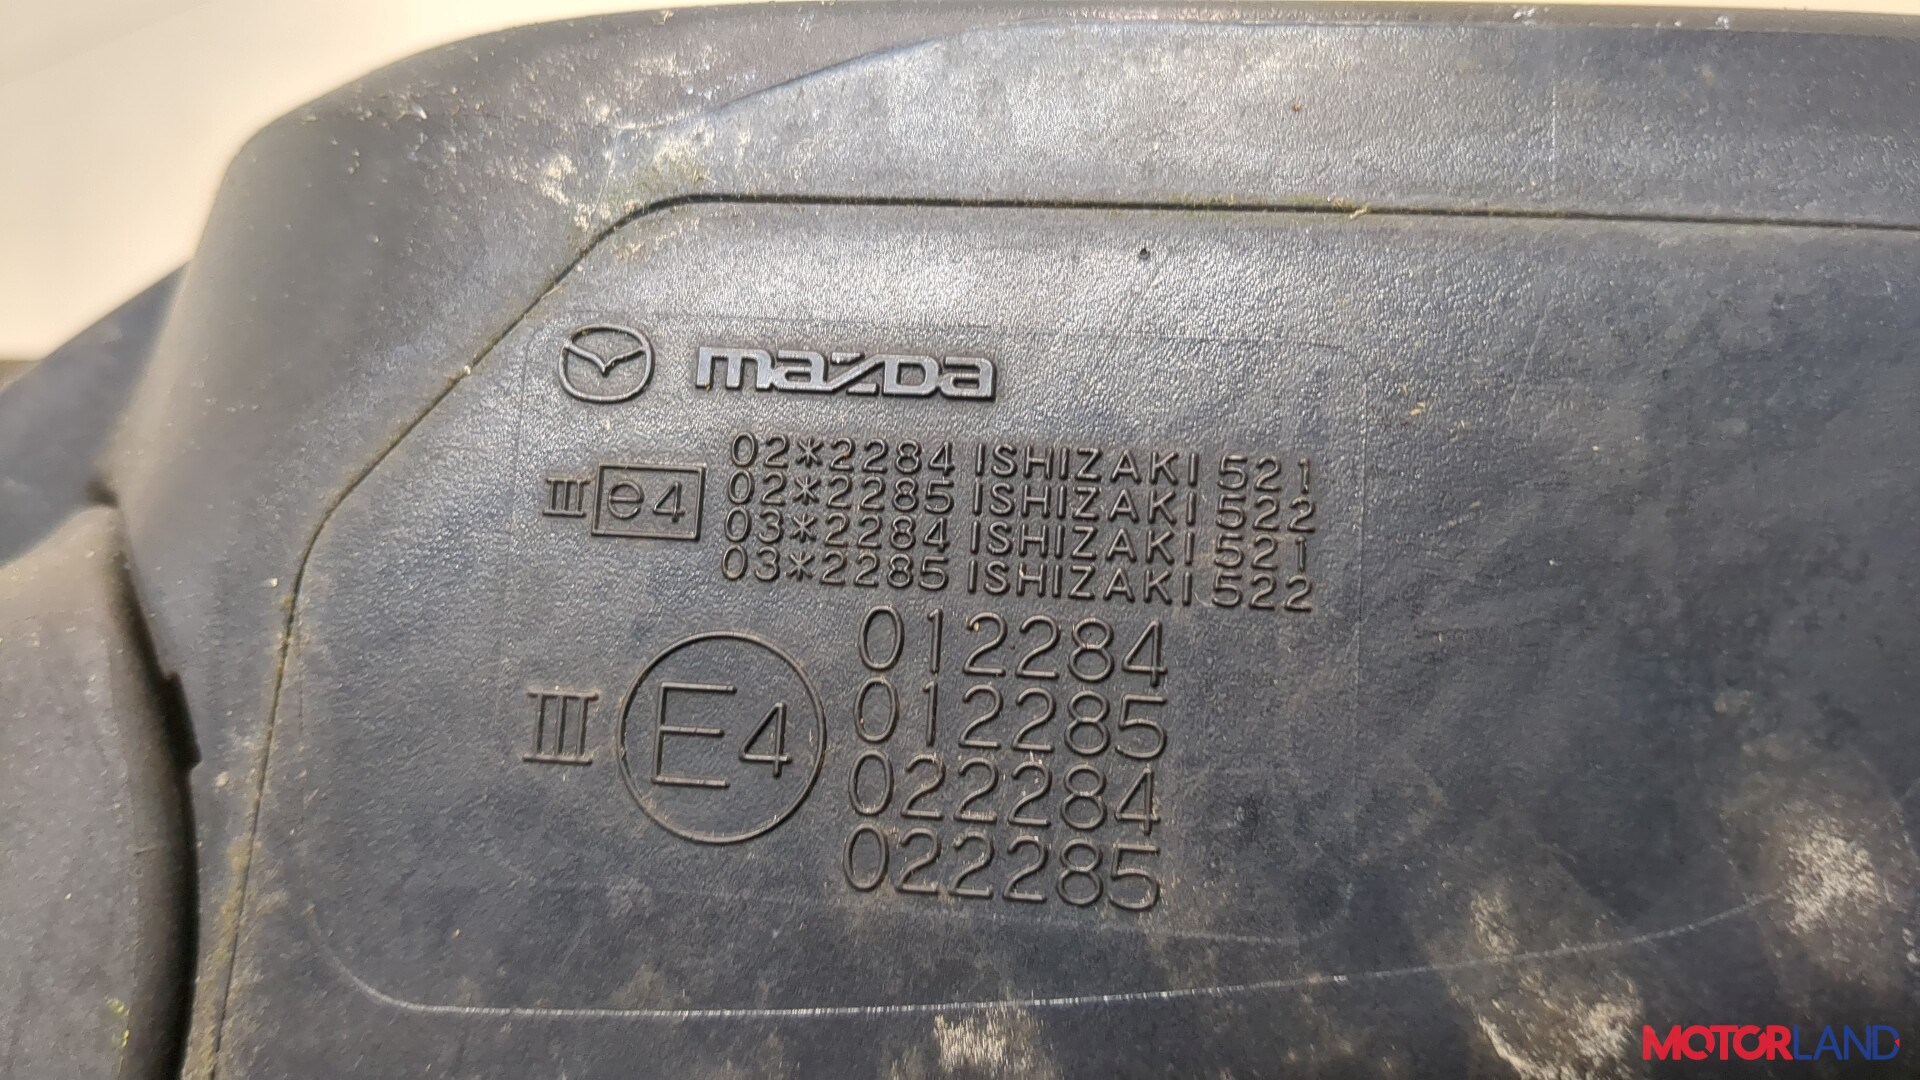 mazda
02*2284 ISHIZAKI 521
02*2285 ISHIZAKI 522
III e4
03*2284 ISHIZAKI 521
03*2285 ISHIZAKI 522
012284
012285
III E4
022284
022285
MOTORLAND